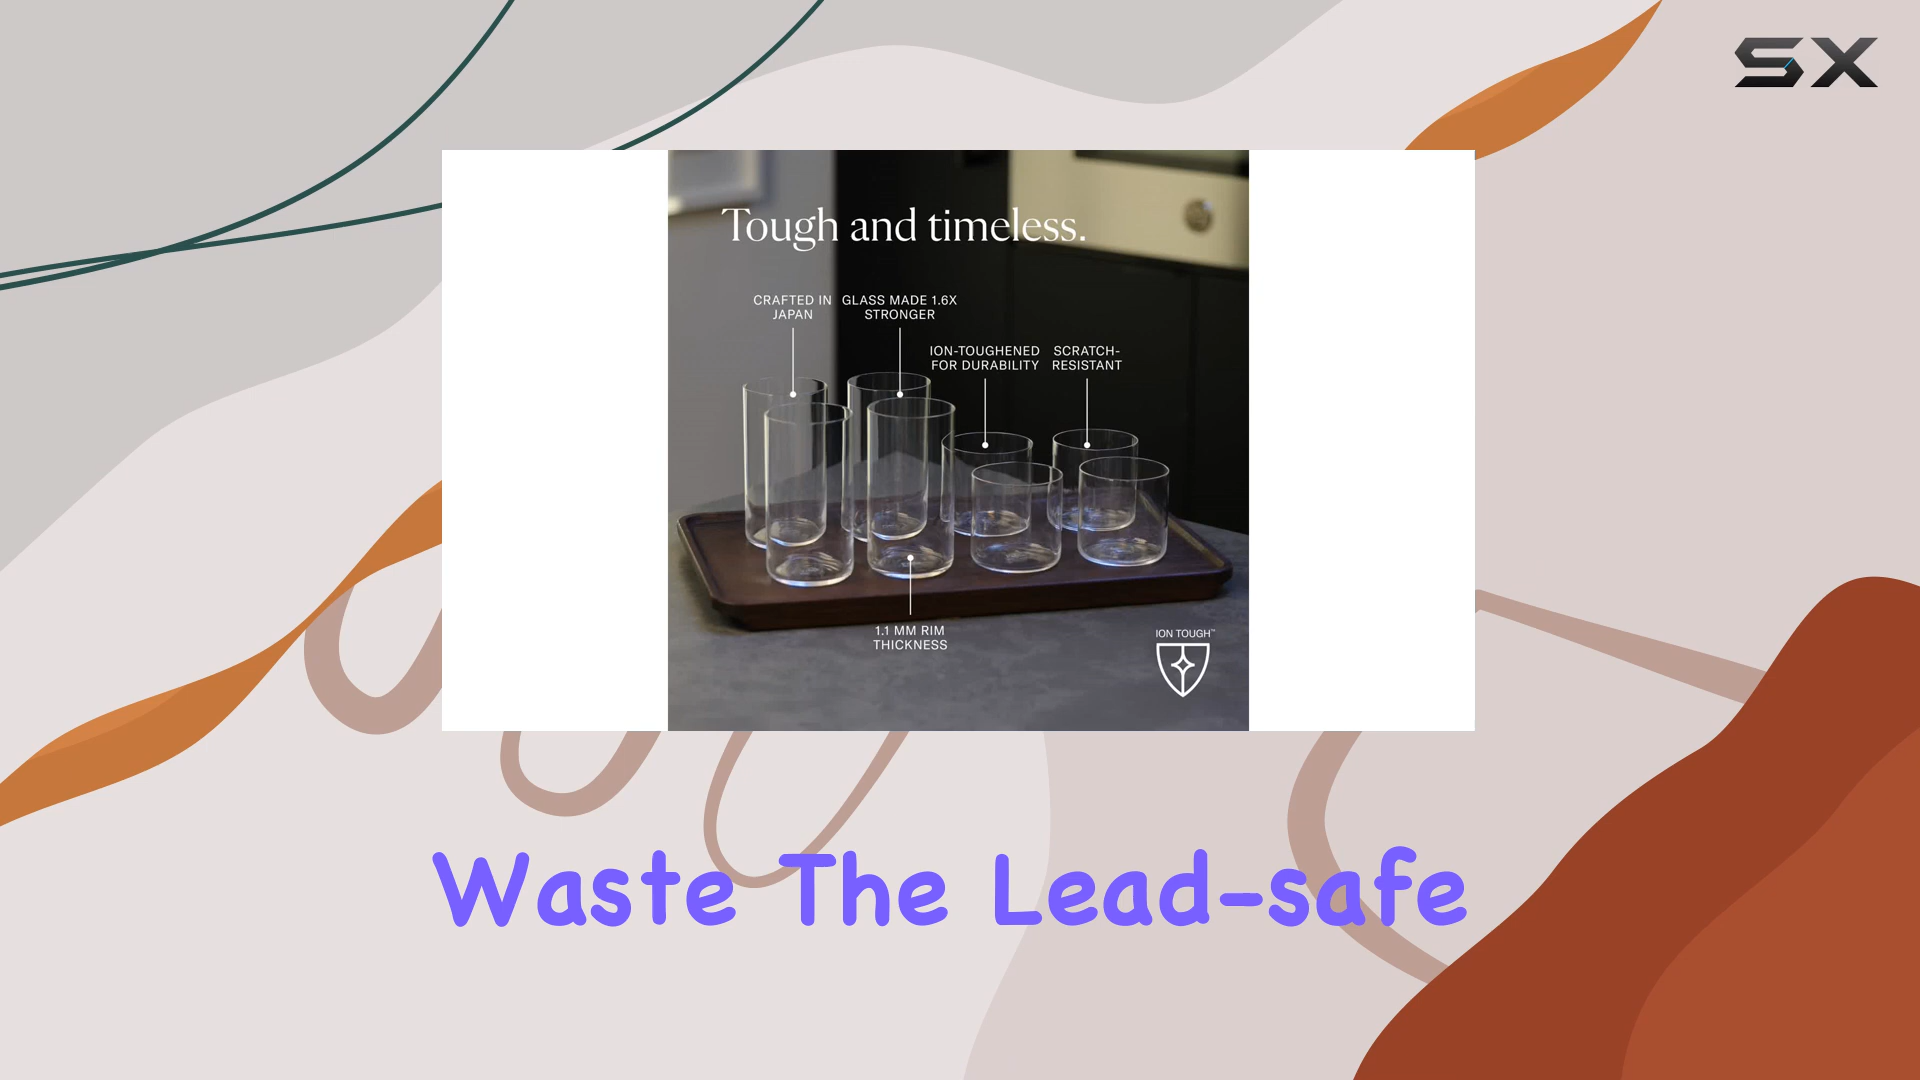 SX
Tough and timeless.
CRAFTED IN
JAPAN
GLASS MADE 1.6X
STRONGER
ION-TOUGHENED
FOR DURABILITY
SCRATCH-
RESISTANT
1.1 MM RIM
THICKNESS
ION TOUGH™
Waste The Lead-safe